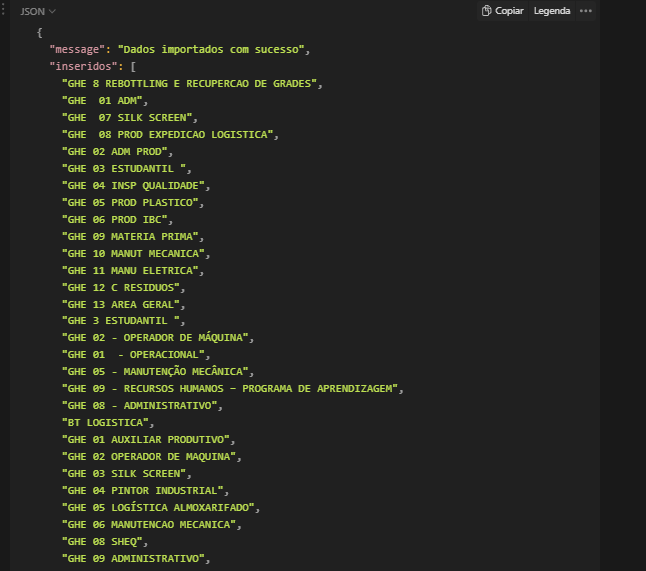 JSON
Copiar
Legenda
{
"message": "Dados importados com sucesso",
"inseridos": [
"GHE 8 REBOTTLING E RECUPERCAO DE GRADES",
"GHE  01 ADM",
"GHE  07 SILK SCREEN",
"GHE  08 PROD EXPEDICAO LOGISTICA",
"GHE 02 ADM PROD",
"GHE 03 ESTUDANTIL ",
"GHE 04 INSP QUALIDADE",
"GHE 05 PROD PLASTICO",
"GHE 06 PROD IBC",
"GHE 09 MATERIA PRIMA",
"GHE 10 MANUT MECANICA",
"GHE 11 MANU ELETRICA",
"GHE 12 C RESIDUOS",
"GHE 13 AREA GERAL",
"GHE 3 ESTUDANTIL ",
"GHE 02 - OPERADOR DE MÁQUINA",
"GHE 01  - OPERACIONAL",
"GHE 05 - MANUTENÇÃO MECÂNICA",
"GHE 09 - RECURSOS HUMANOS – PROGRAMA DE APRENDIZAGEM",
"GHE 08 - ADMINISTRATIVO",
"BT LOGISTICA",
"GHE 01 AUXILIAR PRODUTIVO",
"GHE 02 OPERADOR DE MAQUINA",
"GHE 03 SILK SCREEN",
"GHE 04 PINTOR INDUSTRIAL",
"GHE 05 LOGÍSTICA ALMOXARIFADO",
"GHE 06 MANUTENCAO MECANICA",
"GHE 08 SHEQ",
"GHE 09 ADMINISTRATIVO",